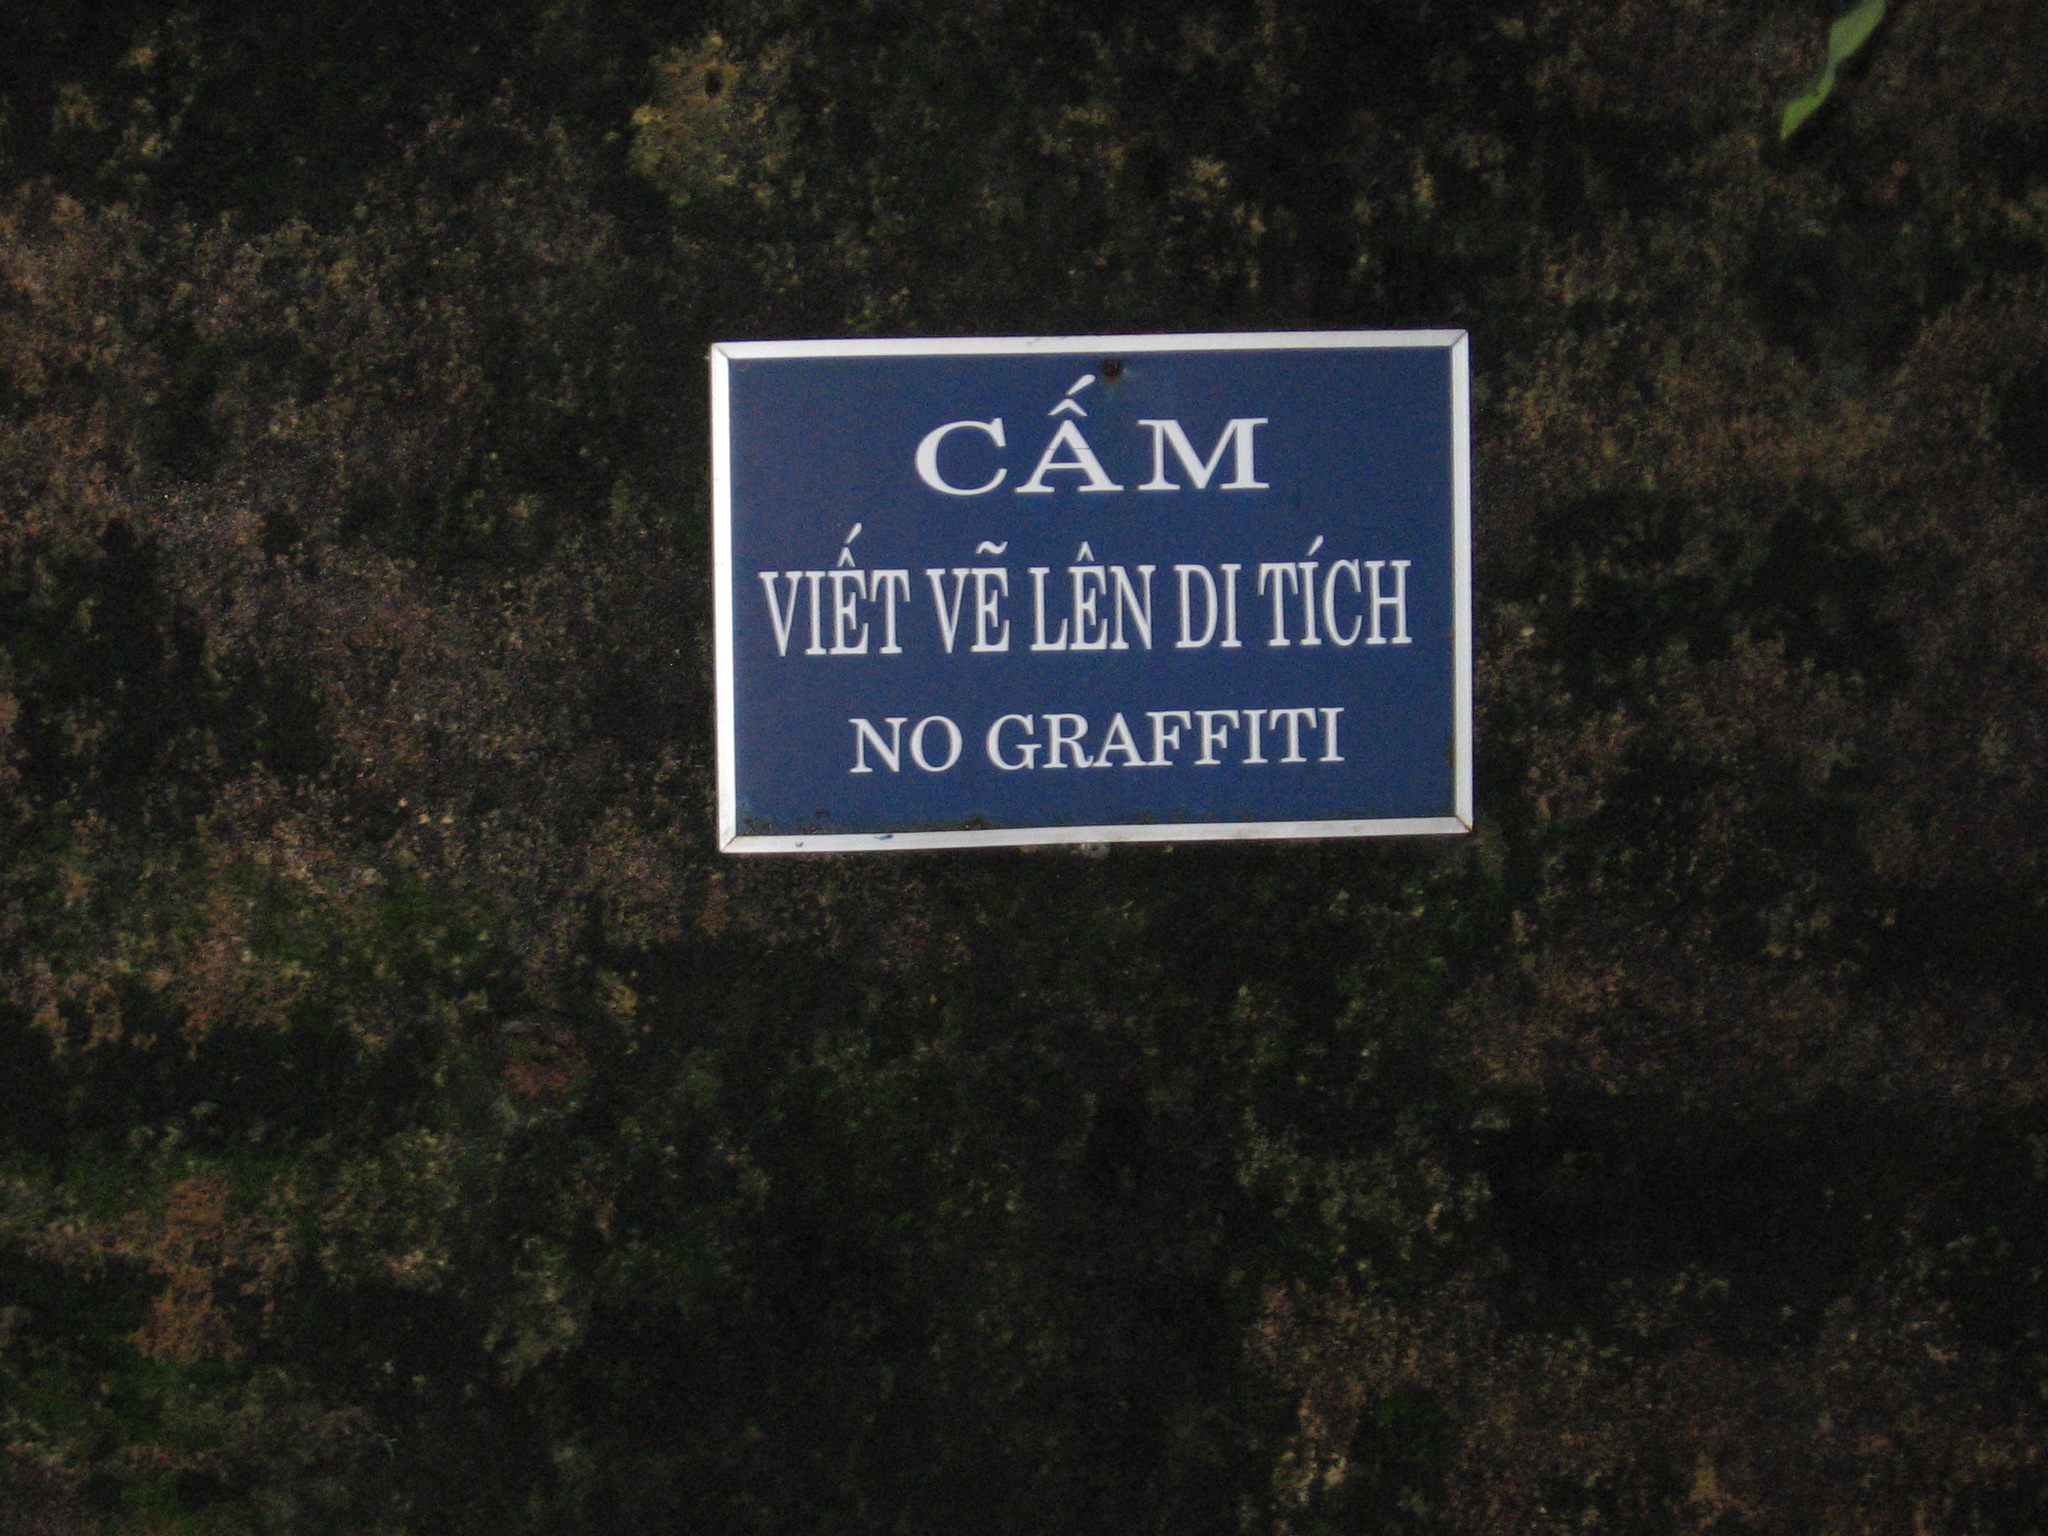 CẤM
VIẾT VẼ LÊN DI TÍCH
NO GRAFFITI